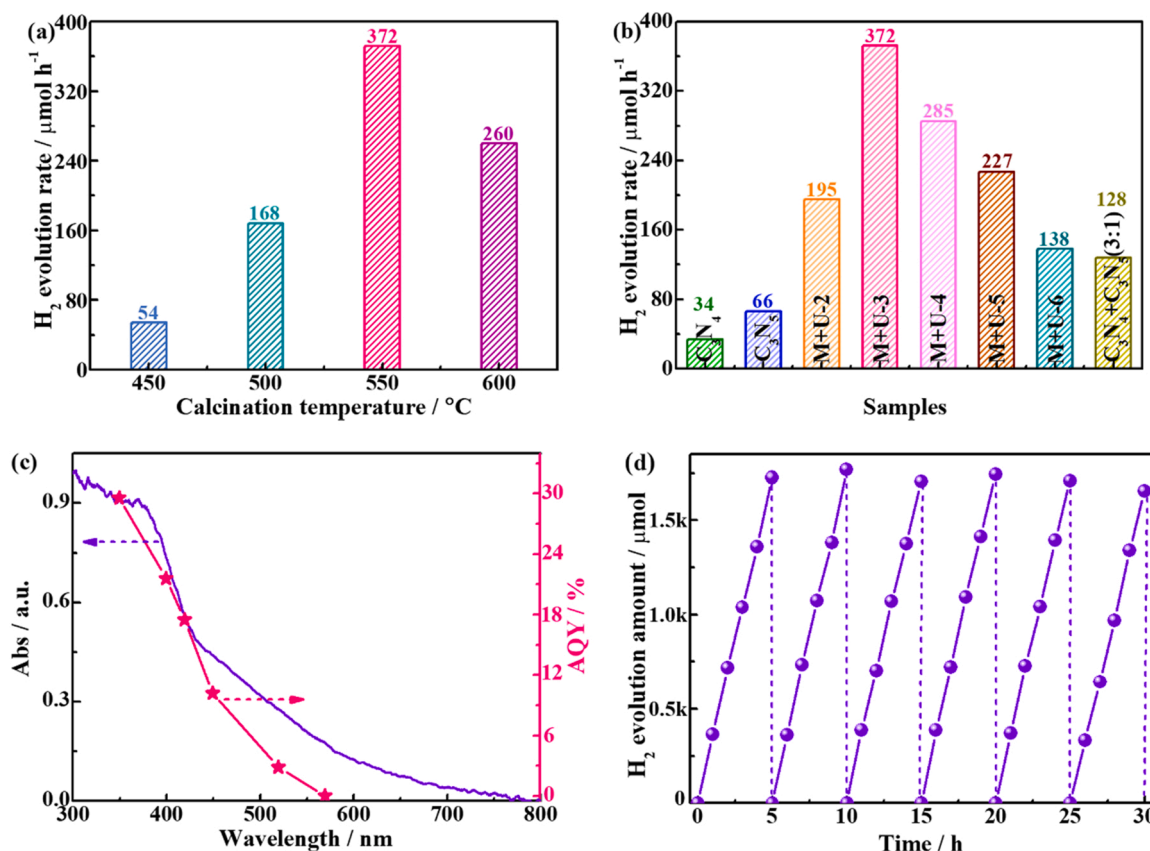 (a)
H₂ evolution rate / μmol h⁻¹
400
320
240
160
80
0
54
168
372
260
450 500 550 600
Calcination temperature / °C
(b)
H₂ evolution rate / μmol h⁻¹
400
320
240
160
80
0
34
66
195
372
285
227
138
128
C₃N₄
C₃N₅
M+U-2
M+U-3
M+U-4
M+U-5
M+U-6
C₃N₄+C₃N₅(3:1)
Samples
(c)
Abs / a.u.
0.9
0.6
0.3
0.0
300 400 500 600 700 800
Wavelength / nm
30
24
18
12
6
0
AQY / %
(d)
H₂ evolution amount / μmol
1.5k
1.0k
0.5k
0
0 5 10 15 20 25 30
Time / h